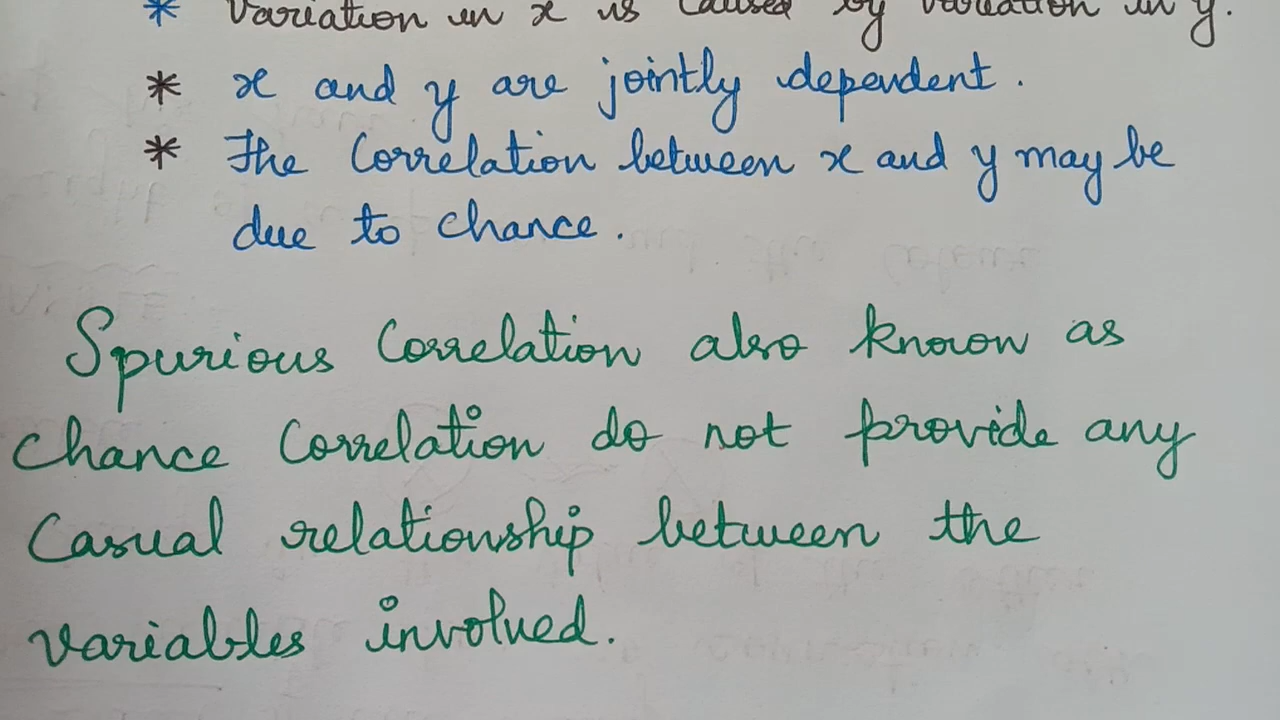 * Variation in x is caused by variation in y.
* x and y are jointly dependent.
* The Correlation between x and y may be
due to chance.
Spurious Correlation also known as
chance Correlation do not provide any
Casual relationship between the
variables involved.